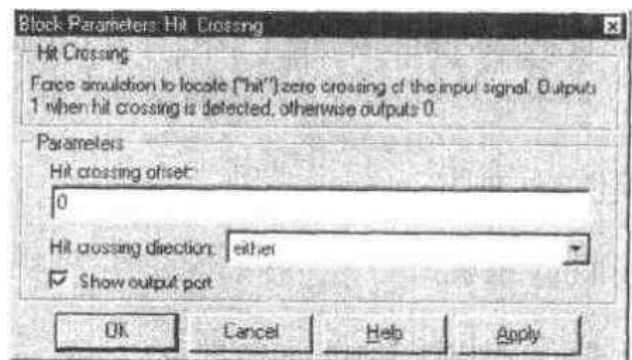 Block Parameters: Hit Crossing
Hit Crossing
Force simulation to locate ("hit") zero crossing of the input signal. Outputs
1 when hit crossing is detected, otherwise outputs 0.
Parameters
Hit crossing offset:
0
Hit crossing direction: either
Show output port
OK Cancel Help Apply